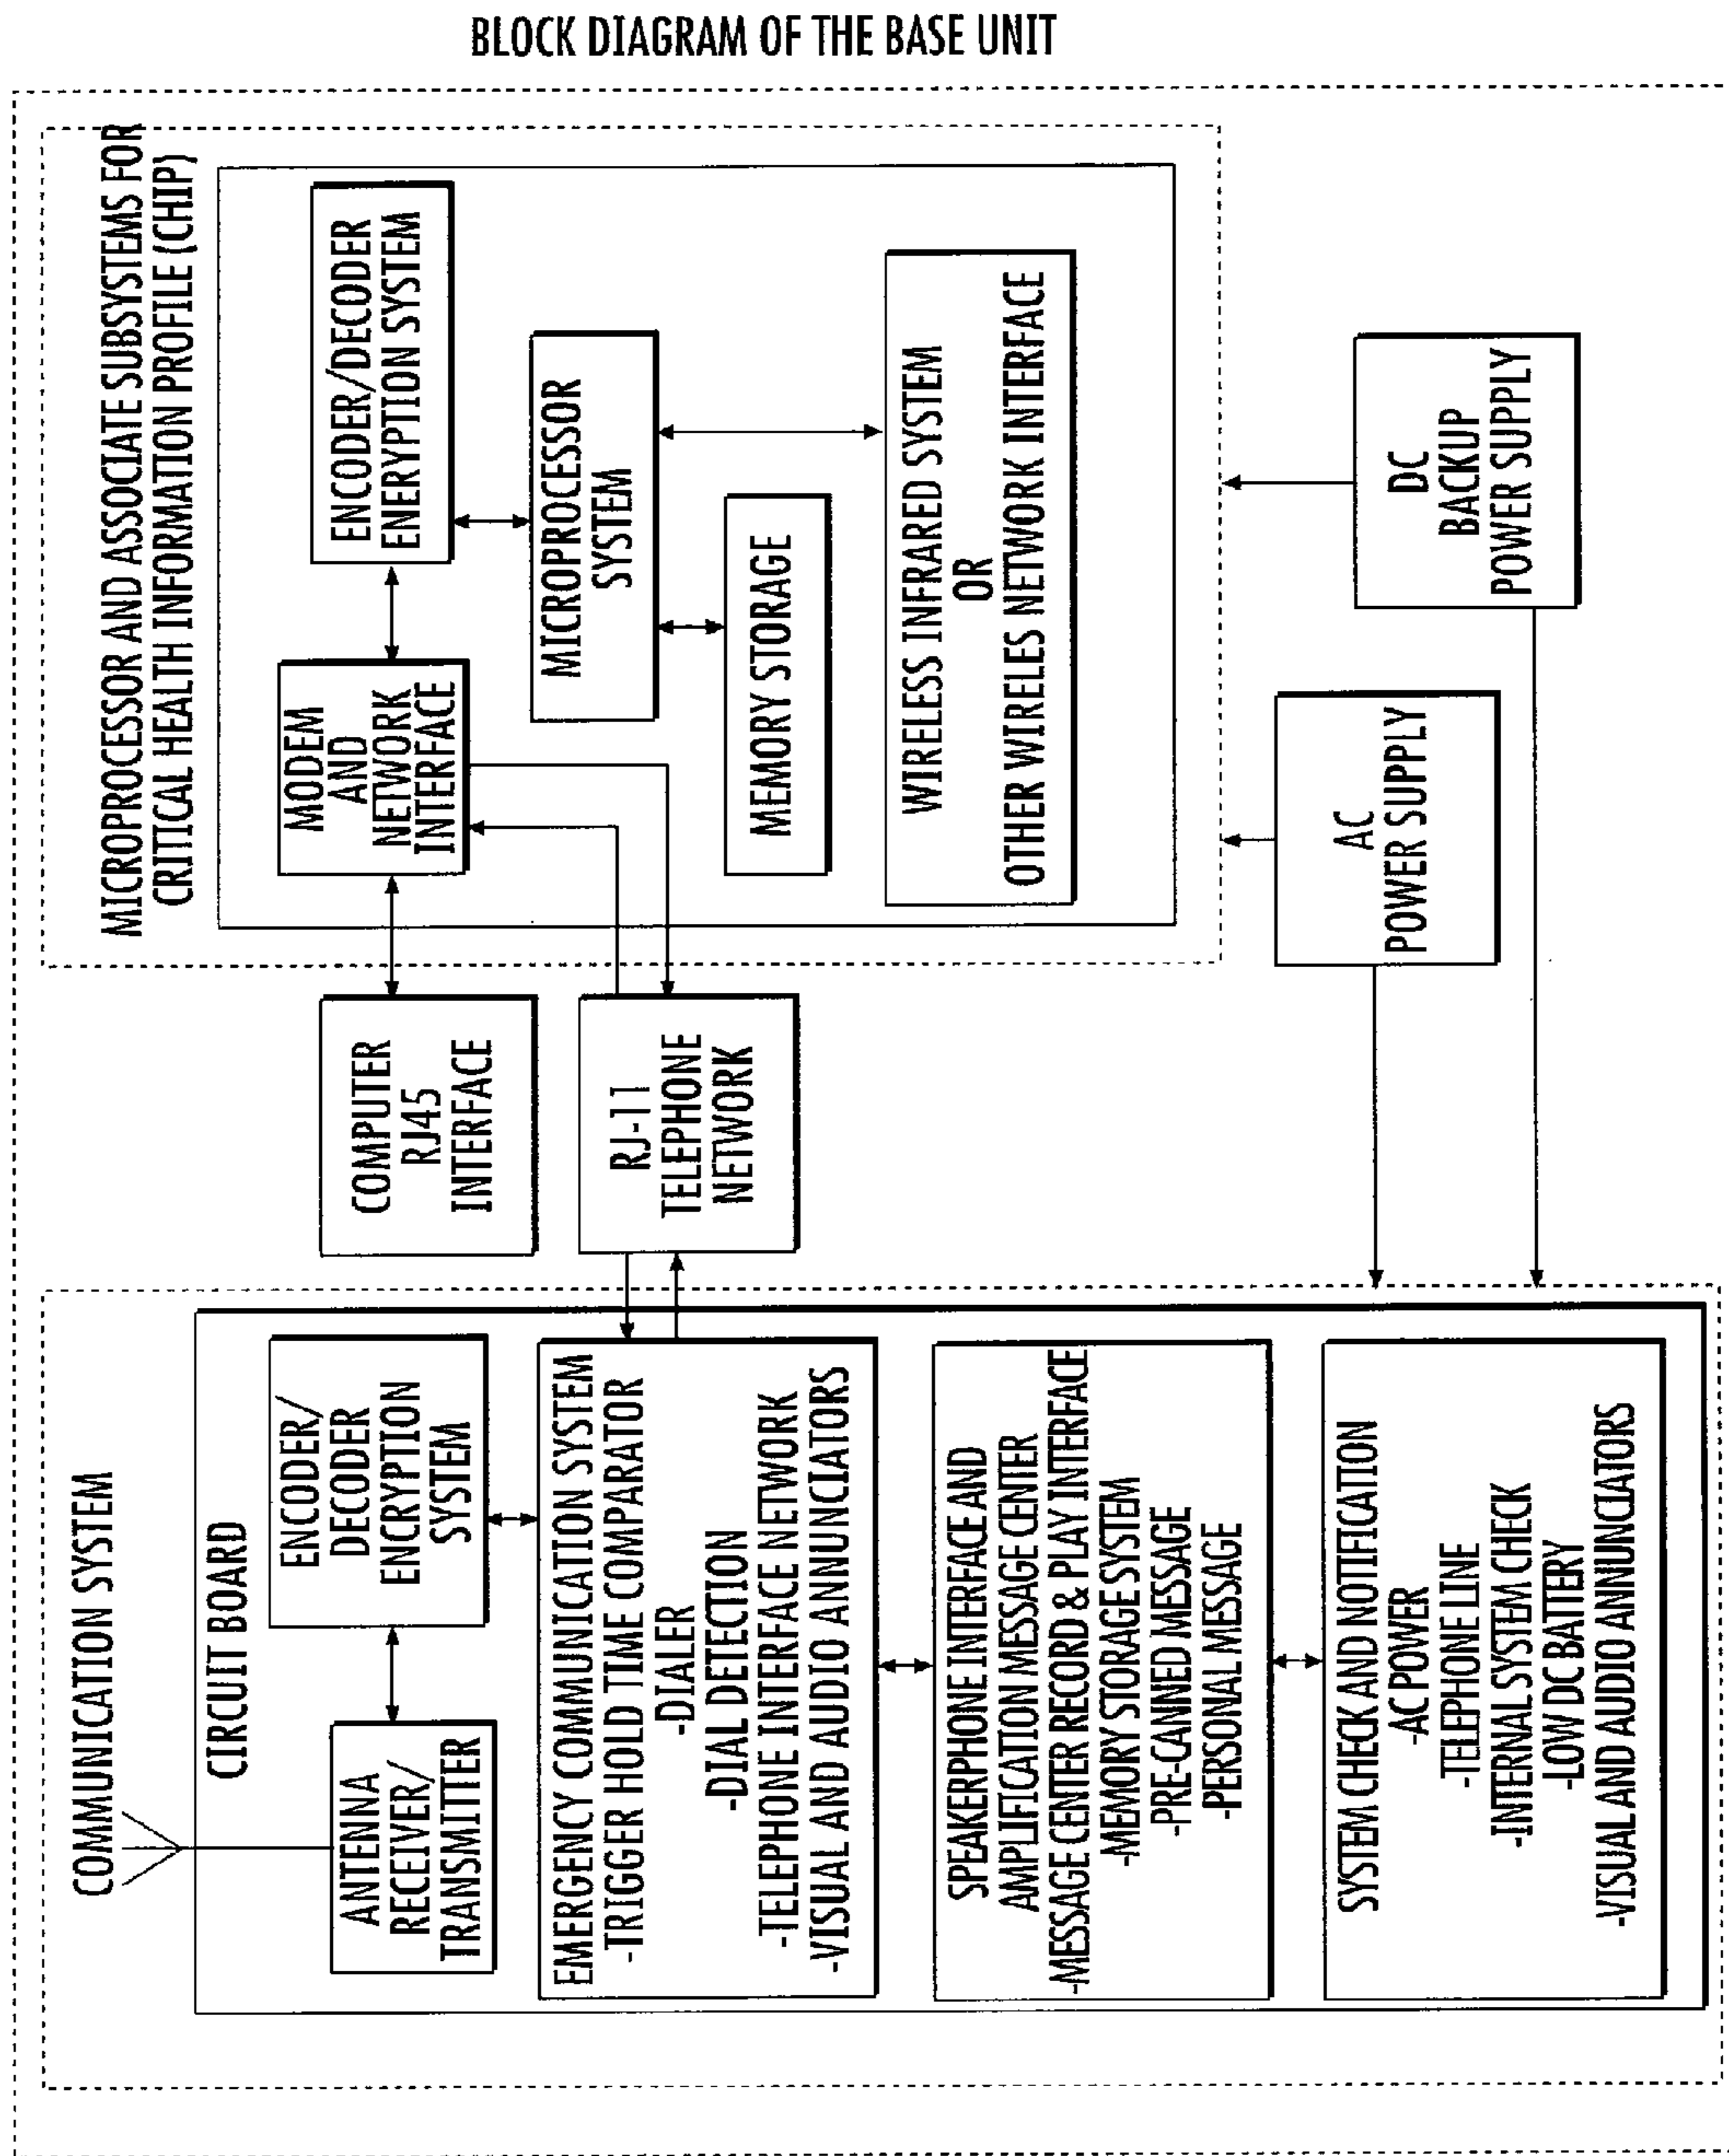 BLOCK DIAGRAM OF THE BASE UNIT
COMMUNICATION SYSTEM
CIRCUIT BOARD
ANTENNA
RECEIVER/
TRANSMITTER
ENCODER/
DECODER
ENCRYPTION
SYSTEM
EMERGENCY COMMUNICATION SYSTEM
-TRIGGER HOLD TIME COMPARATOR
-DIALER
-DIAL DETECTION
-TELEPHONE INTERFACE NETWORK
-VISUAL AND AUDIO ANNUNCIATORS
SPEAKERPHONE INTERFACE AND
AMPLIFICATION MESSAGE CENTER
-MESSAGE CENTER RECORD & PLAY INTERFACE
-MEMORY STORAGE SYSTEM
-PRE-CANNED MESSAGE
-PERSONAL MESSAGE
SYSTEM CHECK AND NOTIFICATION
-AC POWER
-TELEPHONE LINE
-INTERNAL SYSTEM CHECK
-LOW DC BATTERY
-VISUAL AND AUDIO ANNUNCIATORS
COMPUTER
RJ45
INTERFACE
RJ-11
TELEPHONE
NETWORK
MICROPROCESSOR AND ASSOCIATE SUBSYSTEMS FOR
CRITICAL HEALTH INFORMATION PROFILE (CHIP)
MODEM
AND
NETWORK
INTERFACE
ENCODER/DECODER
ENERYPTION SYSTEM
MICROPROCESSOR
SYSTEM
MEMORY STORAGE
WIRELESS INFRARED SYSTEM
OR
OTHER WIRELES NETWORK INTERFACE
AC
POWER SUPPLY
DC
BACKUP
POWER SUPPLY